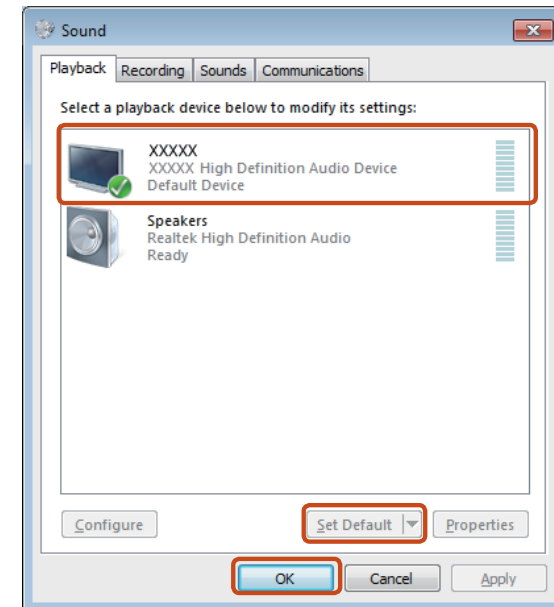 Sound
Playback Recording Sounds Communications
Select a playback device below to modify its settings:
XXXXX
XXXXX High Definition Audio Device
Default Device
Speakers
Realtek High Definition Audio
Ready
Configure Set Default Properties
OK Cancel Apply